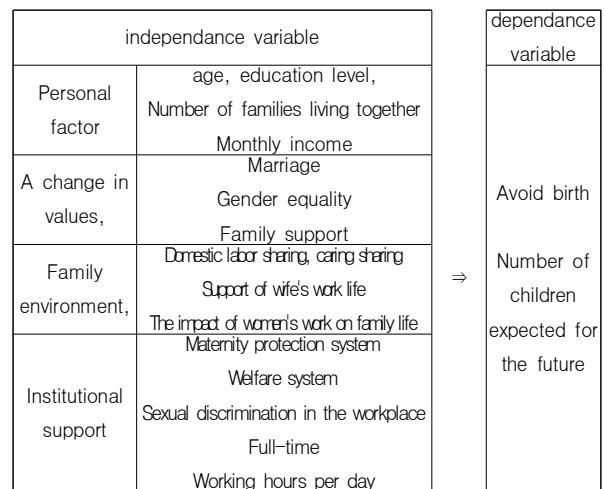 independance variable
Personal
factor
age, education level,
Number of families living together
Monthly income
A change in
values,
Marriage
Gender equality
Family support
Family
environment,
Domestic labor sharing, caring sharing
Support of wife's work life
The impact of women's work on family life
Institutional
support
Maternity protection system
Welfare system
Sexual discrimination in the workplace
Full-time
Working hours per day
⇒
dependance
variable
Avoid birth
Number of
children
expected for
the future